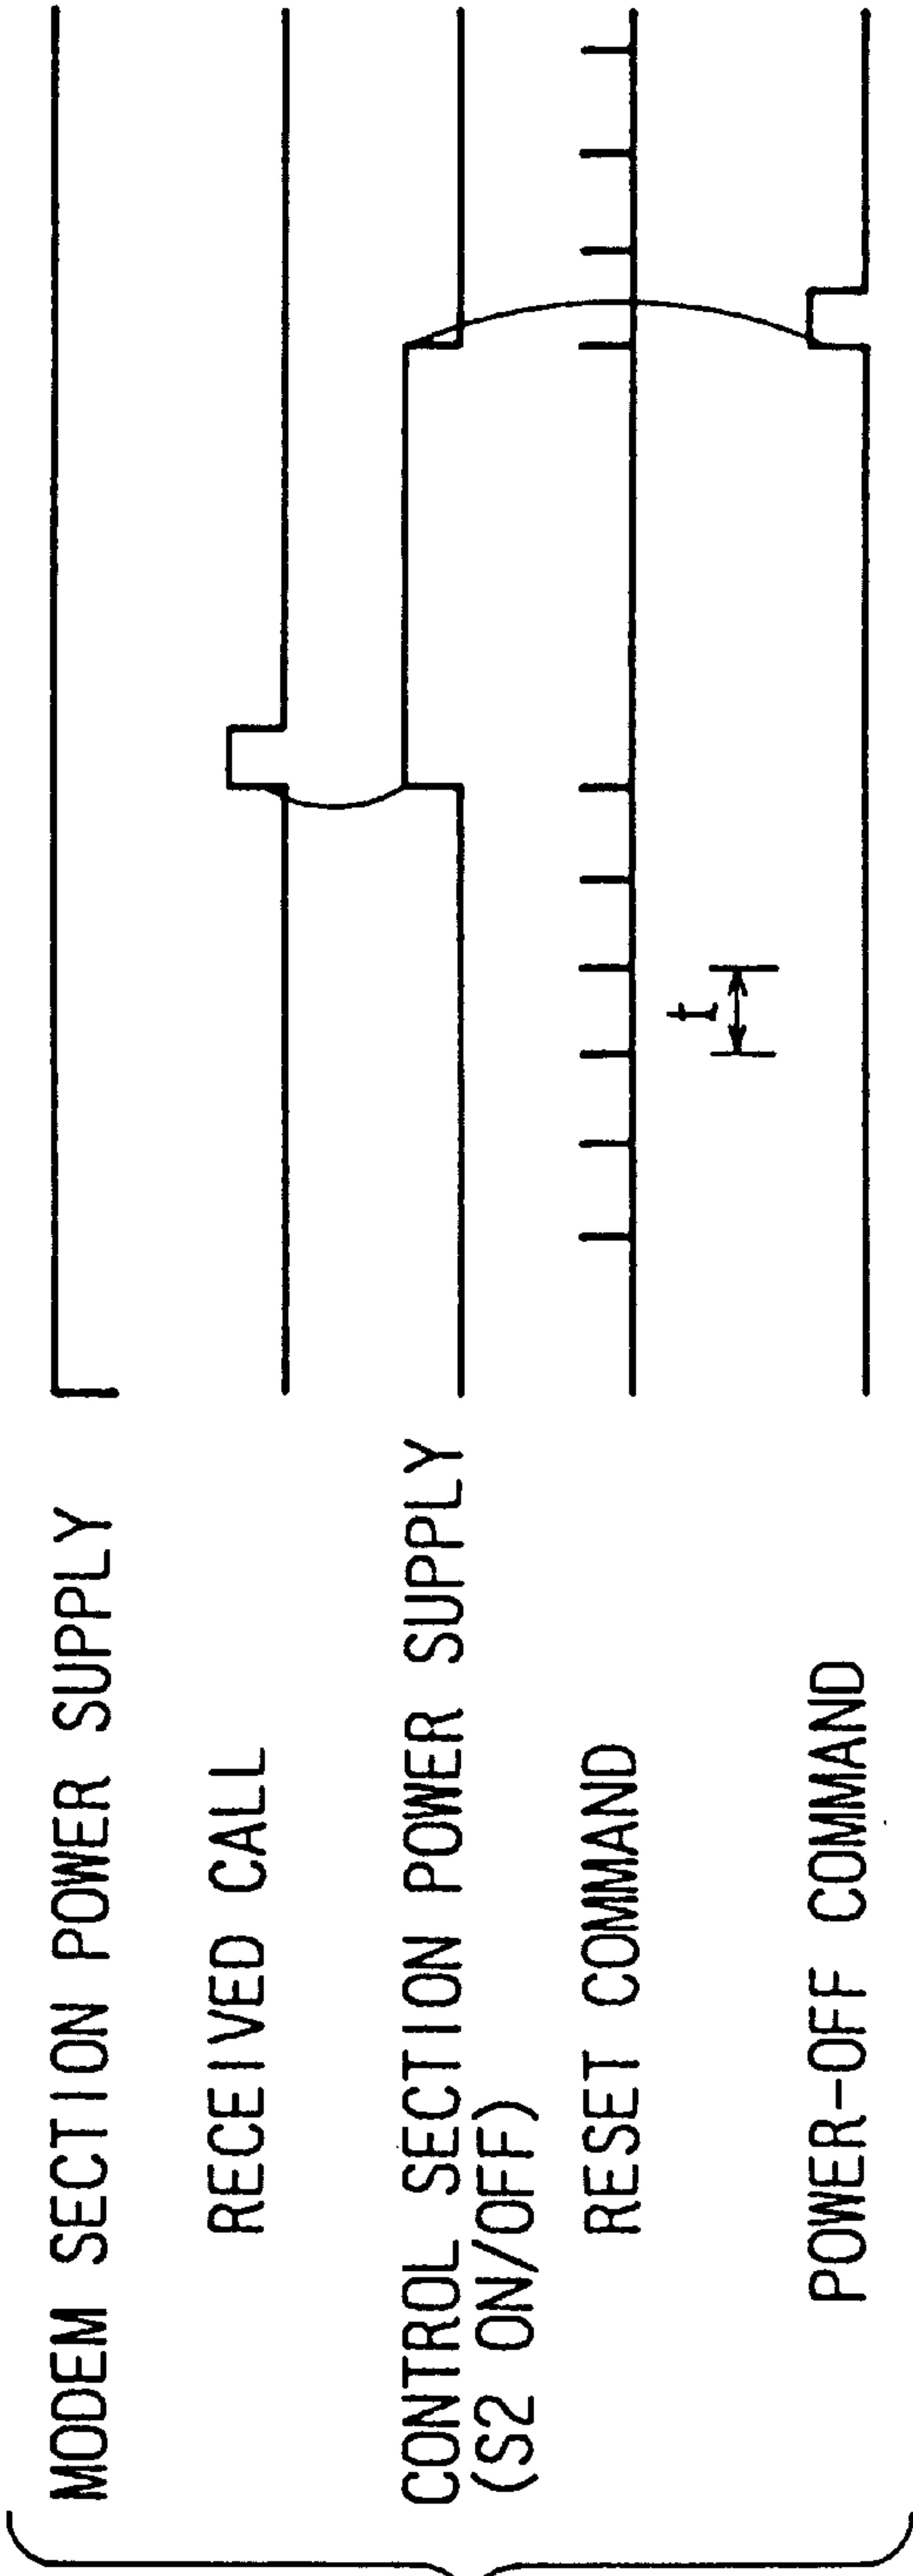 MODEM SECTION POWER SUPPLY
RECEIVED CALL
CONTROL SECTION POWER SUPPLY
(S2 ON/OFF)
RESET COMMAND
t
POWER-OFF COMMAND